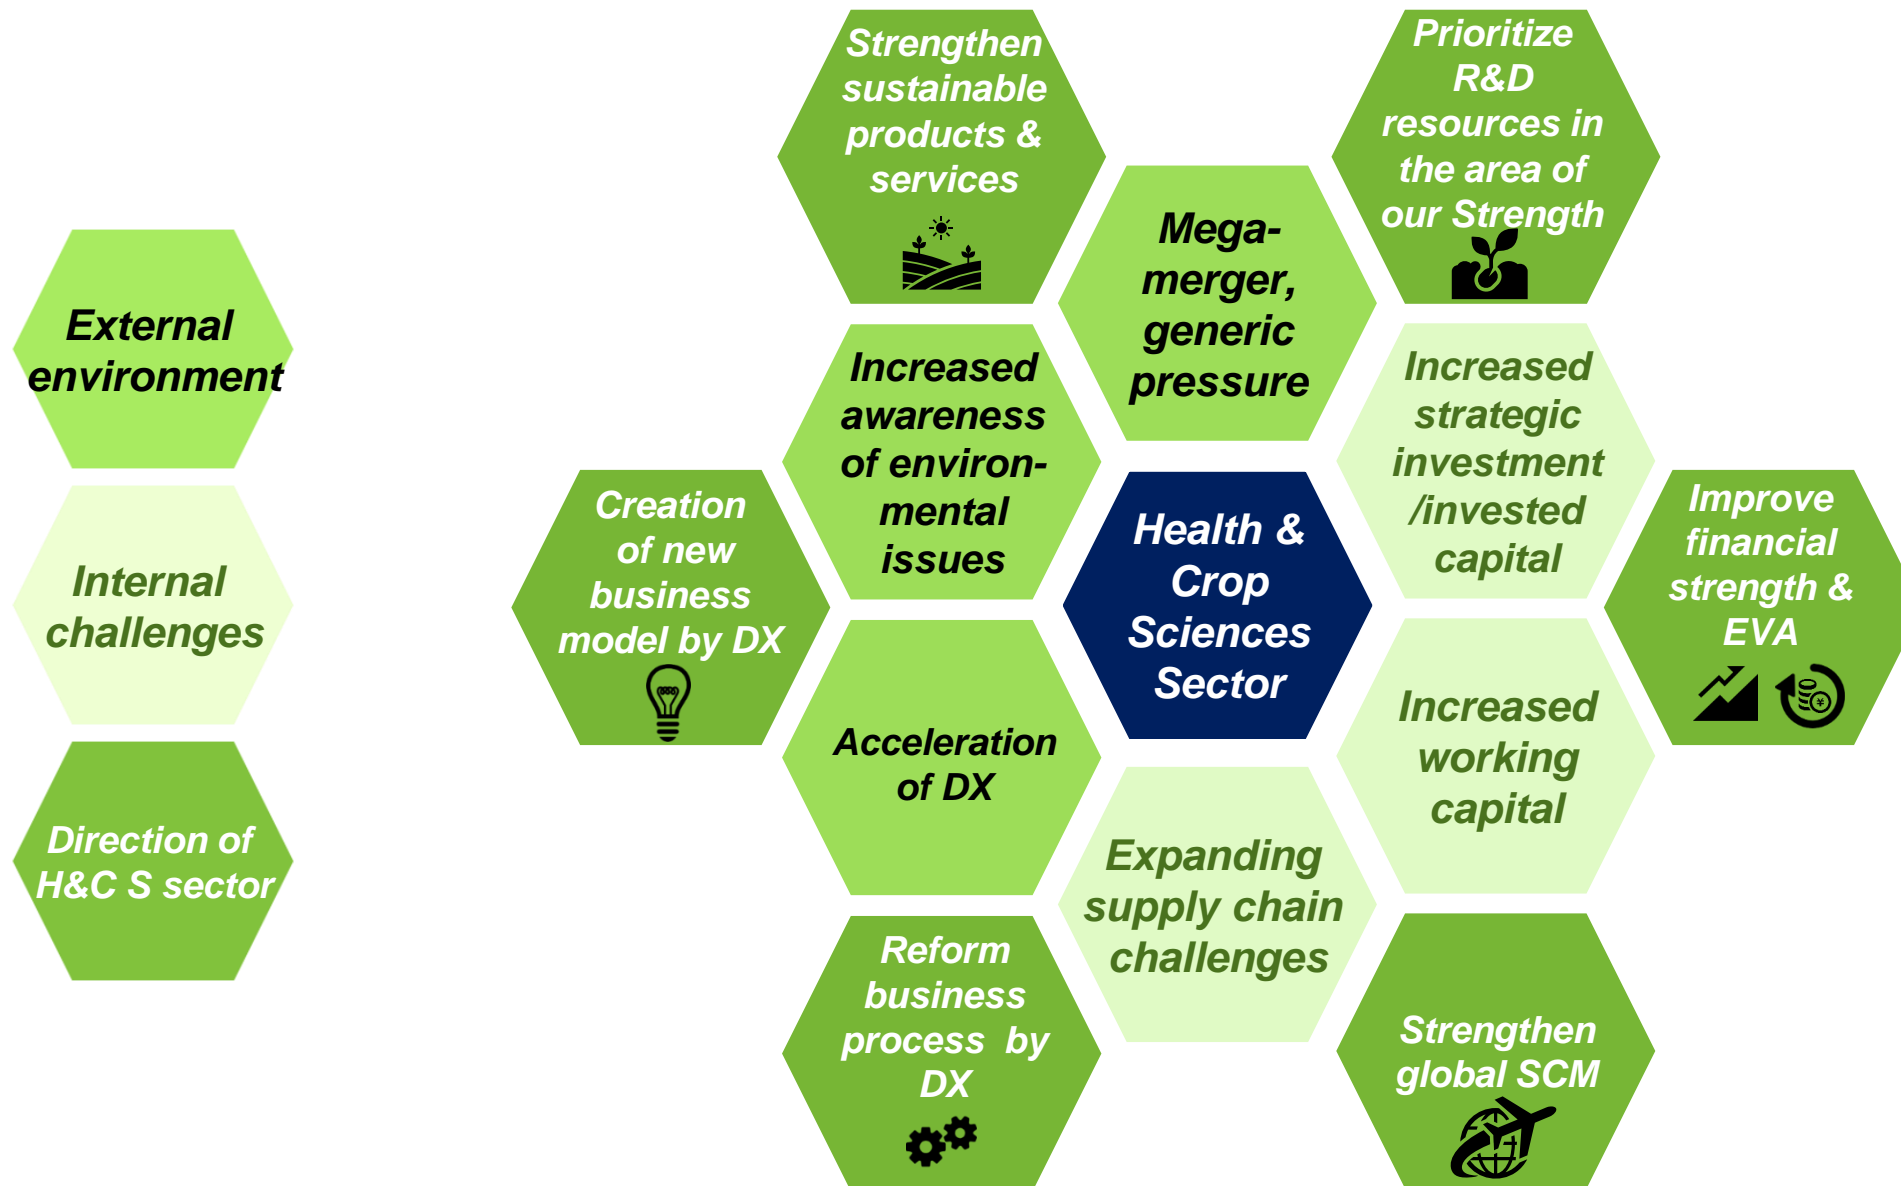 External
environment
Internal
challenges
Direction of
H&C S sector
Strengthen
sustainable
products &
services
Prioritize
R&D
resources in
the area of
our Strength
Mega-
merger,
generic
pressure
Increased
awareness
of environ-
mental
issues
Increased
strategic
investment
/invested
capital
Creation
of new
business
model by DX
Health &
Crop
Sciences
Sector
Improve
financial
strength &
EVA
¥
Acceleration
of DX
Increased
working
capital
Expanding
supply chain
challenges
Reform
business
process by
DX
Strengthen
global SCM